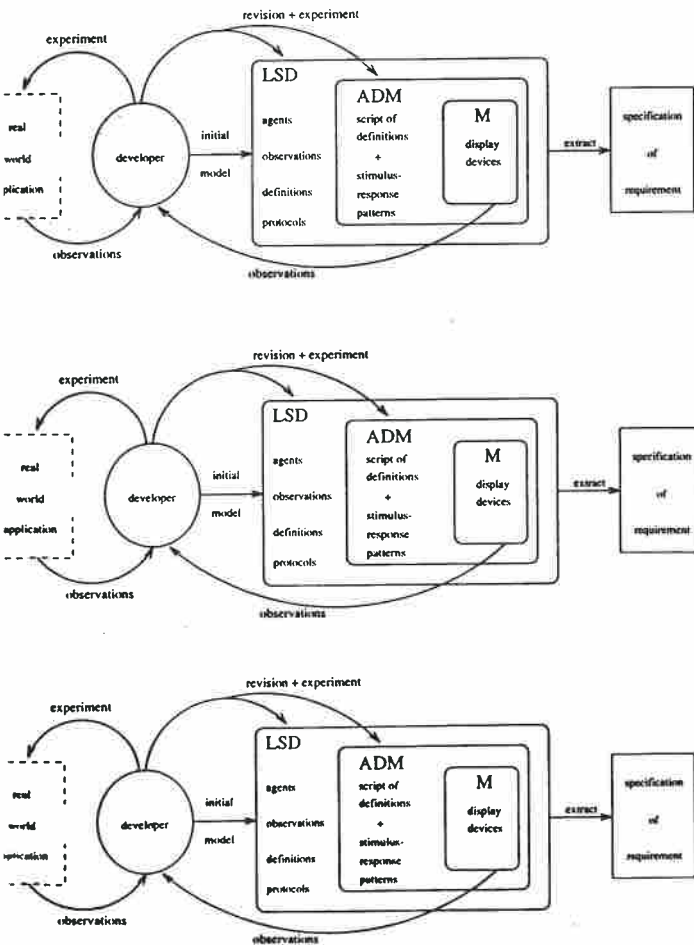 revision + experiment
experiment
LSD
ADM
M
real
world
plication
developer
initial
model
agents
observations
definitions
protocols
script of
definitions
+
stimulus-
response
patterns
display
devices
extract
specification
of
requirement
observations
observations
revision + experiment
experiment
LSD
ADM
M
real
world
application
developer
initial
model
agents
observations
definitions
protocols
script of
definitions
+
stimulus-
response
patterns
display
devices
extract
specification
of
requirement
observations
observations
revision + experiment
experiment
LSD
ADM
M
real
world
pplication
developer
initial
model
agents
observations
definitions
protocols
script of
definitions
+
stimulus-
response
patterns
display
devices
extract
specification
of
requirement
observations
observations